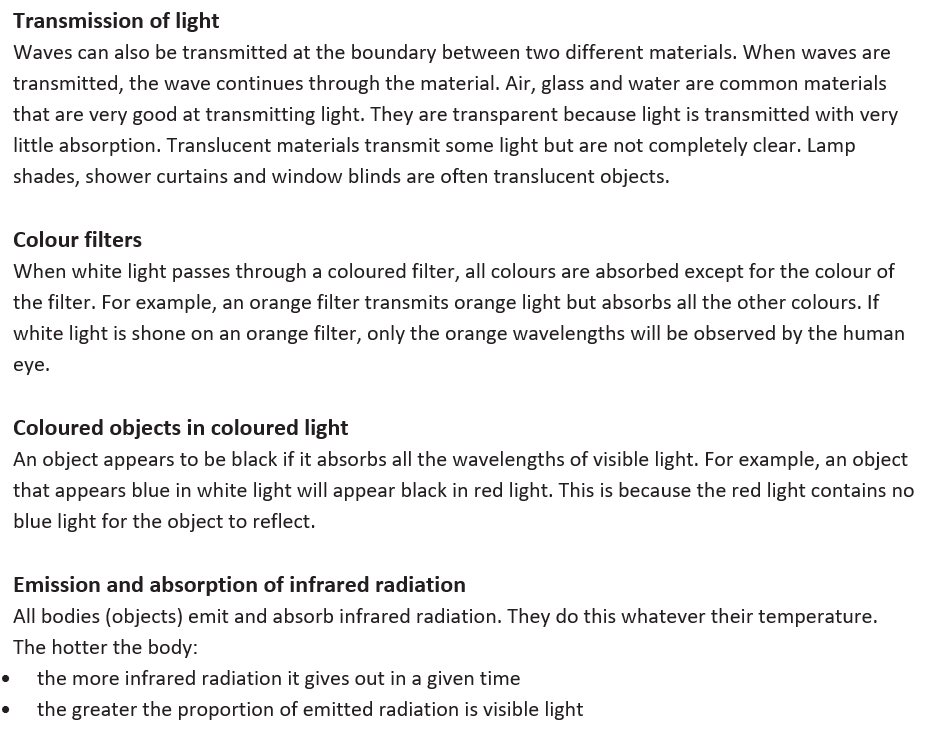 Transmission of light
Waves can also be transmitted at the boundary between two different materials. When waves are
transmitted, the wave continues through the material. Air, glass and water are common materials
that are very good at transmitting light. They are transparent because light is transmitted with very
little absorption. Translucent materials transmit some light but are not completely clear. Lamp
shades, shower curtains and window blinds are often translucent objects.
Colour filters
When white light passes through a coloured filter, all colours are absorbed except for the colour of
the filter. For example, an orange filter transmits orange light but absorbs all the other colours. If
white light is shone on an orange filter, only the orange wavelengths will be observed by the human
eye.
Coloured objects in coloured light
An object appears to be black if it absorbs all the wavelengths of visible light. For example, an object
that appears blue in white light will appear black in red light. This is because the red light contains no
blue light for the object to reflect.
Emission and absorption of infrared radiation
All bodies (objects) emit and absorb infrared radiation. They do this whatever their temperature.
The hotter the body:
• the more infrared radiation it gives out in a given time
• the greater the proportion of emitted radiation is visible light